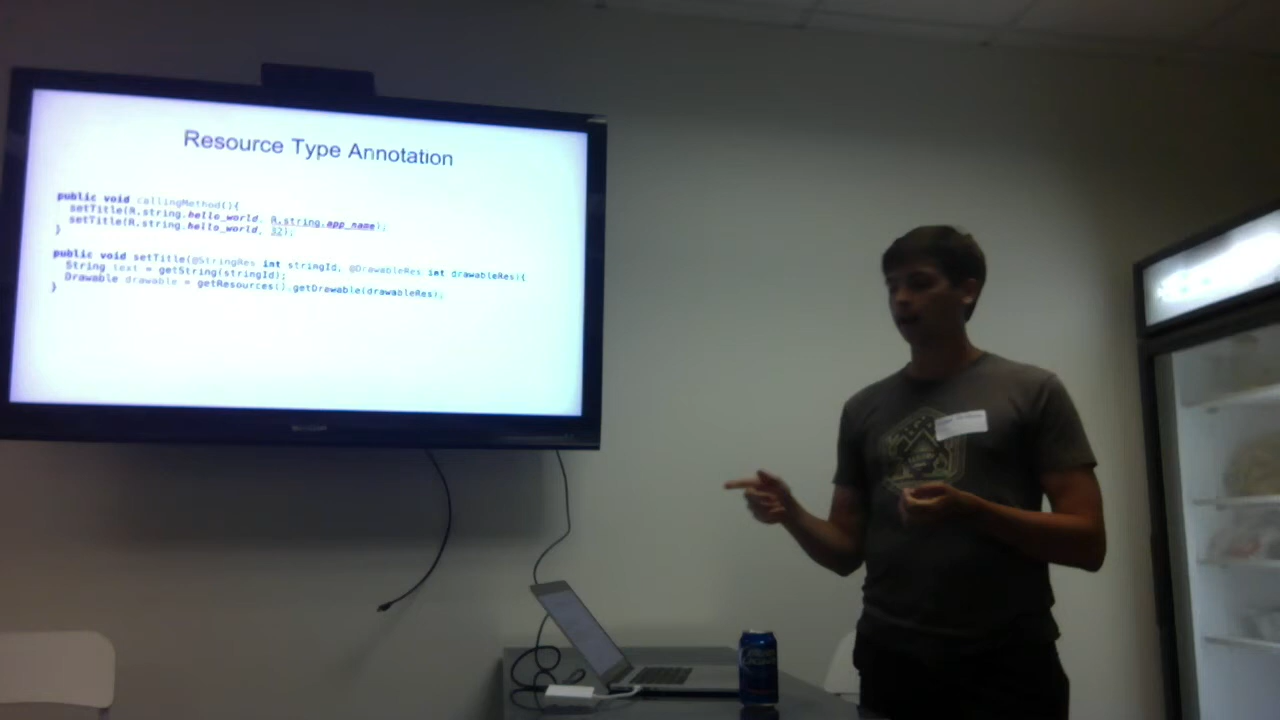 Resource Type Annotation
public void callingMethod(){
setTitle(R.string.hello_world, R.string.app_name);
setTitle(R.string.hello_world, 32);
}
public void setTitle(@StringRes int stringId, @DrawableRes int drawableRes){
String text = getString(stringId);
Drawable drawable = getResources().getDrawable(drawableRes);
}